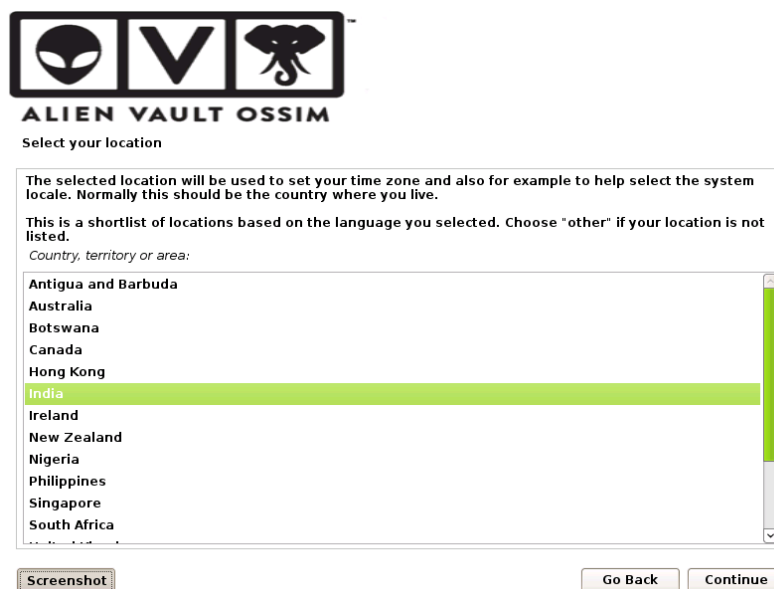 ™
ALIEN VAULT OSSIM
Select your location
The selected location will be used to set your time zone and also for example to help select the system
locale. Normally this should be the country where you live.
This is a shortlist of locations based on the language you selected. Choose "other" if your location is not
listed.
Country, territory or area:
Antigua and Barbuda
Australia
Botswana
Canada
Hong Kong
India
Ireland
New Zealand
Nigeria
Philippines
Singapore
South Africa
Screenshot Go Back Continue